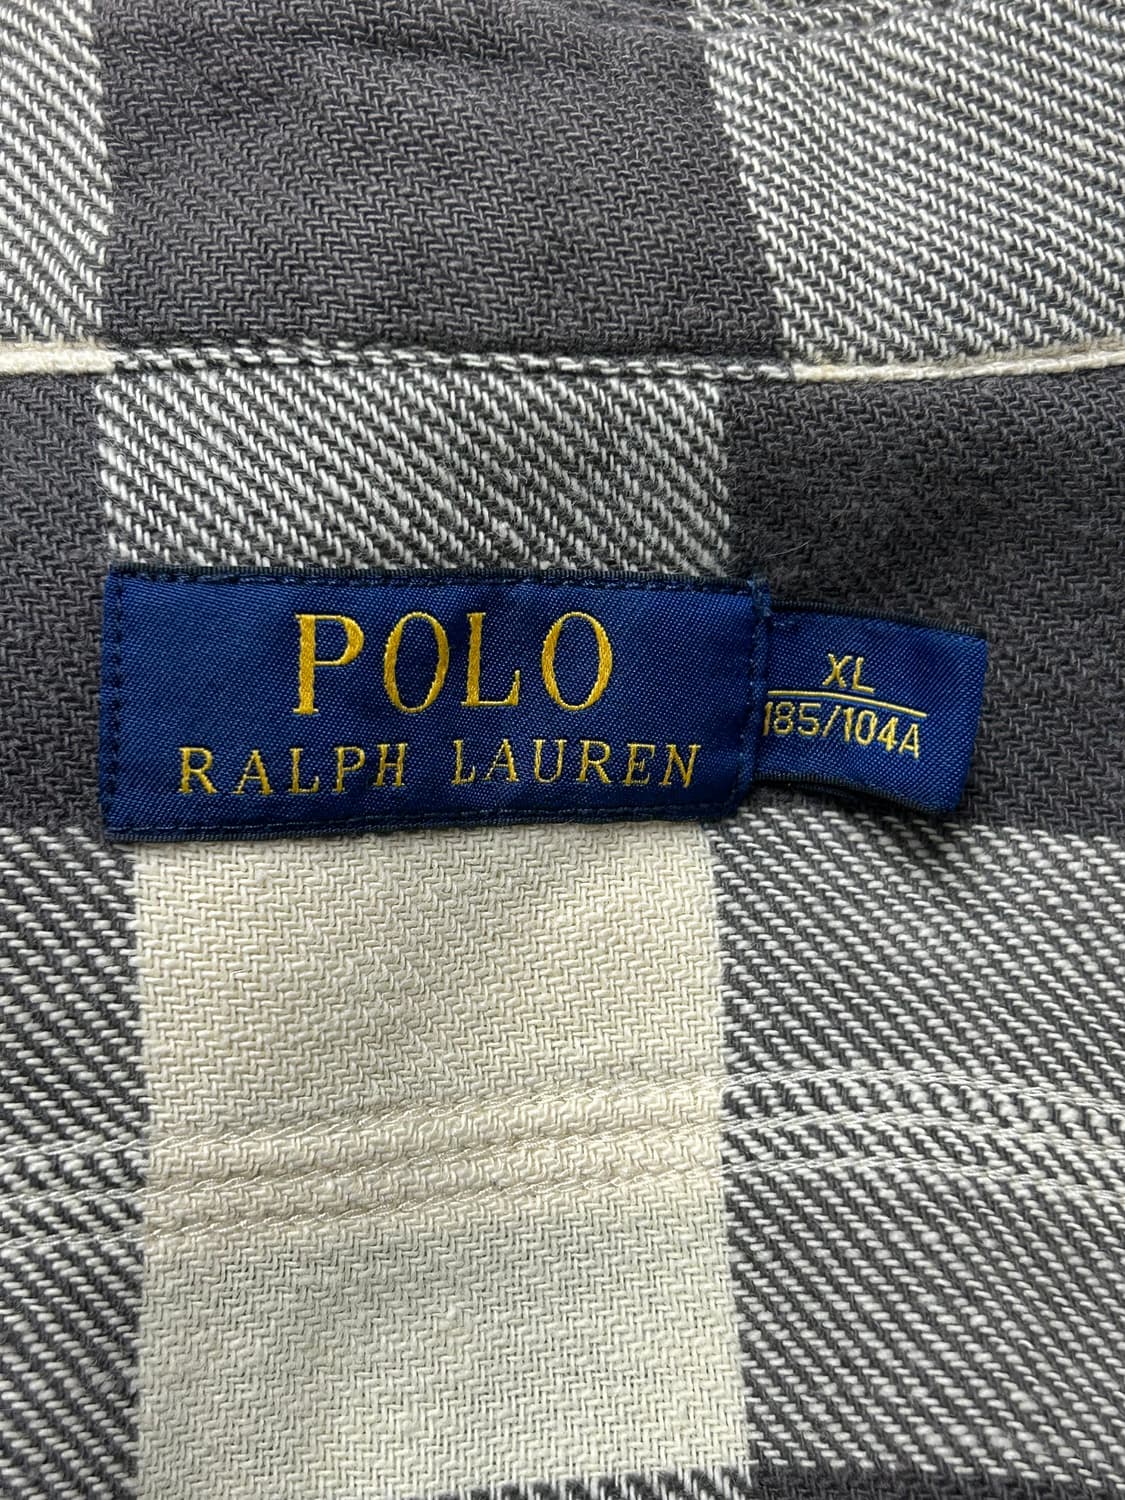 POLO
RALPH LAUREN
XL
185/104A